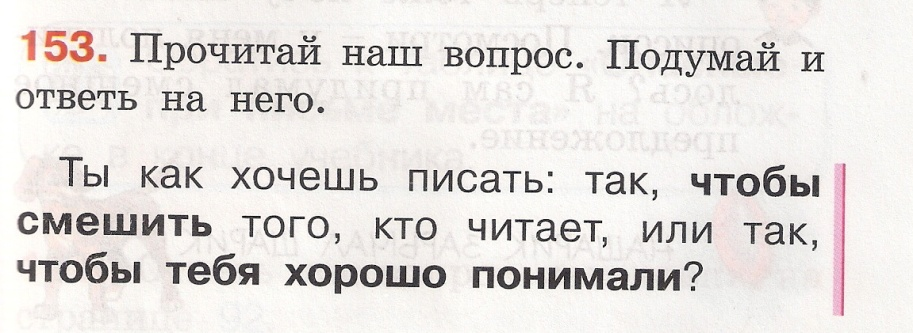 153. Прочитай наш вопрос. Подумай и
ответь на него.
Ты как хочешь писать: так, чтобы
смешить того, кто читает, или так,
чтобы тебя хорошо понимали?